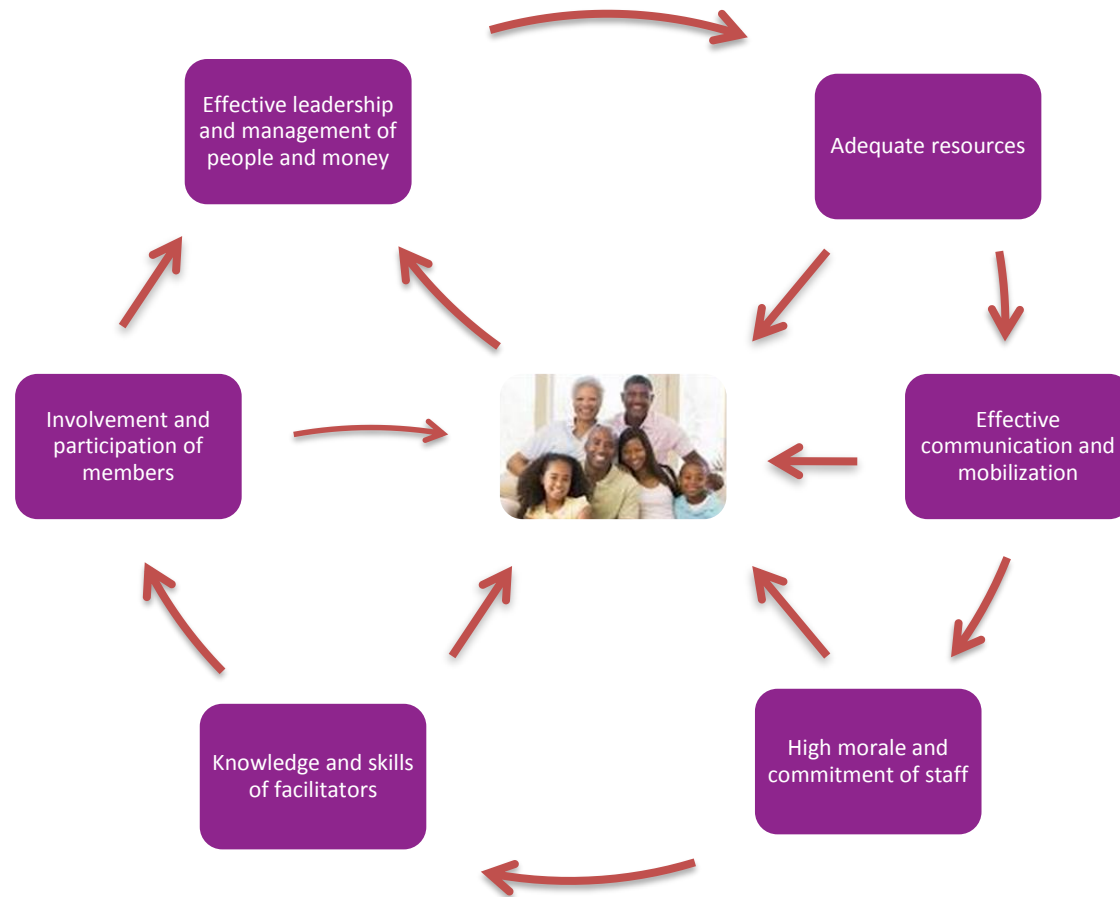 Effective leadership
and management of
people and money
Adequate resources
Involvement and
participation of
members
Effective
communication and
mobilization
Knowledge and skills
of facilitators
High morale and
commitment of staff